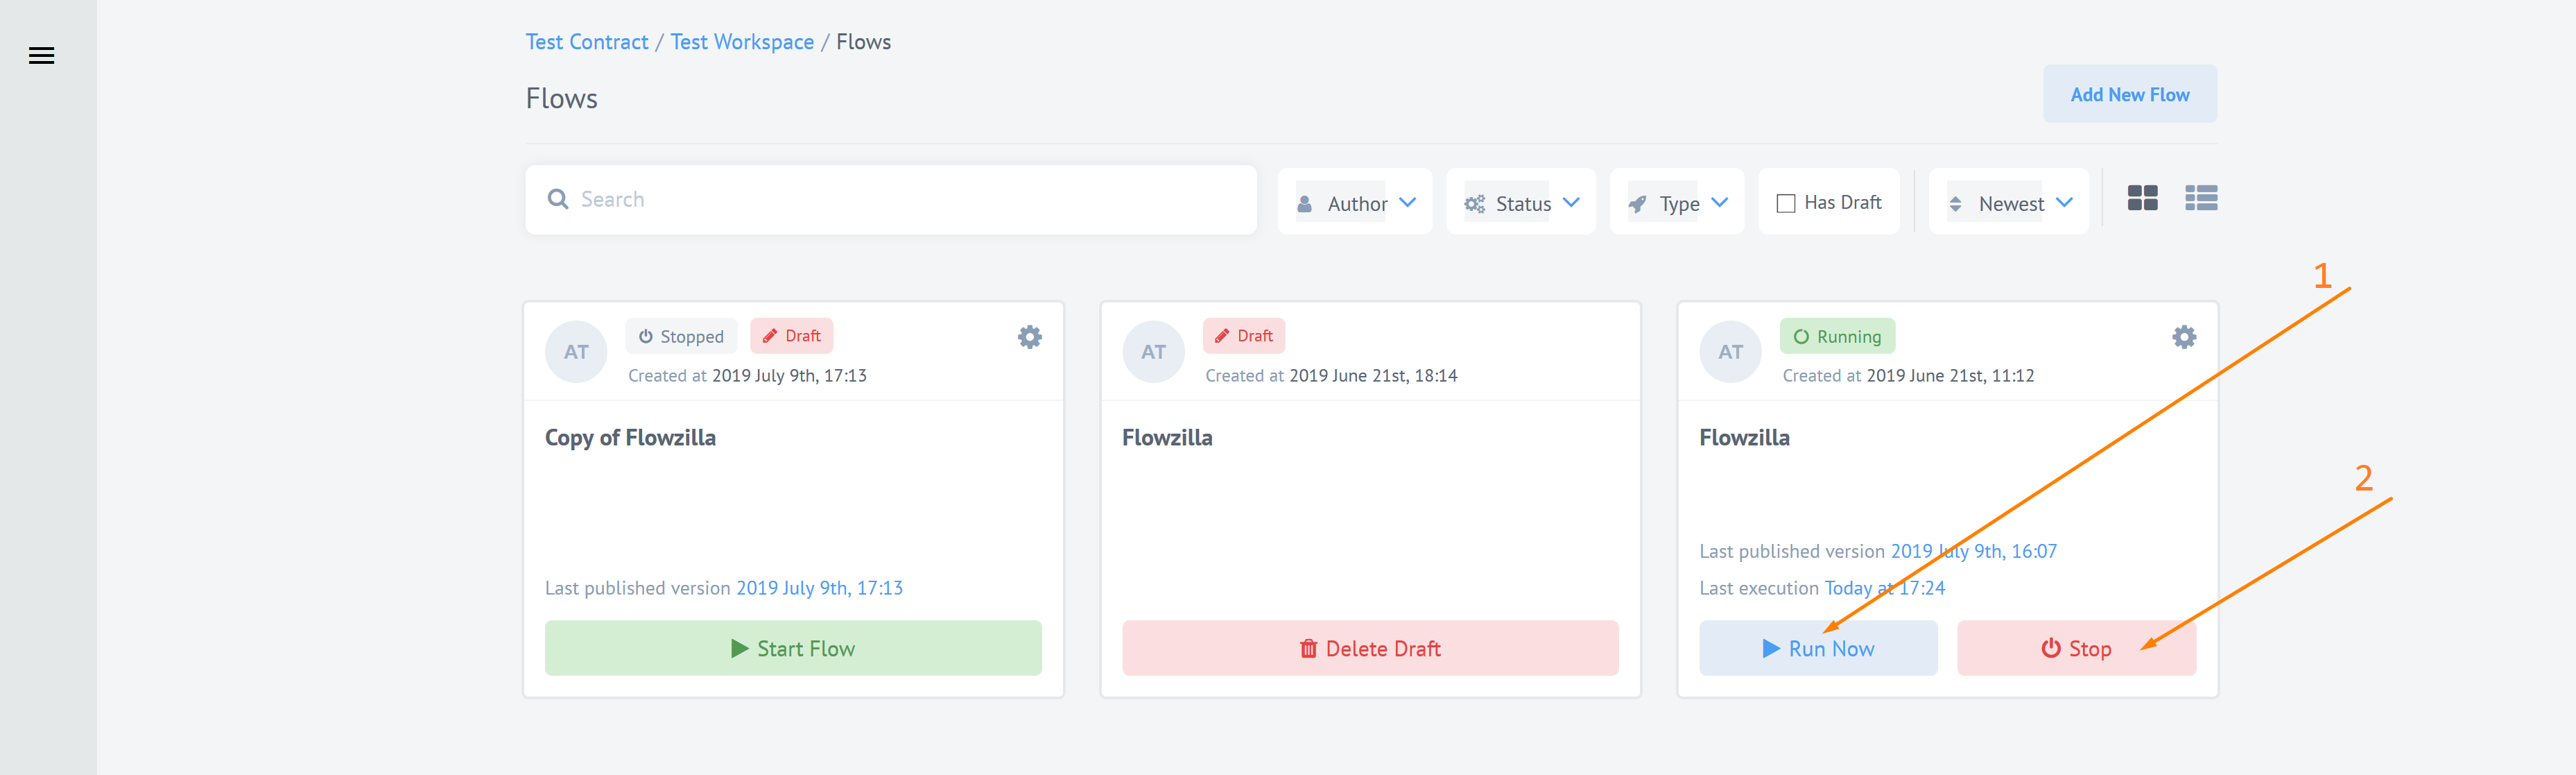 Test Contract / Test Workspace / Flows
Flows
Add New Flow
Search
Author
Status
Type
Has Draft
Newest
1
2
AT
Stopped
Draft
Created at 2019 July 9th, 17:13
Copy of Flowzilla
Last published version 2019 July 9th, 17:13
Start Flow
AT
Draft
Created at 2019 June 21st, 18:14
Flowzilla
Delete Draft
AT
Running
Created at 2019 June 21st, 11:12
Flowzilla
Last published version 2019 July 9th, 16:07
Last execution Today at 17:24
Run Now
Stop